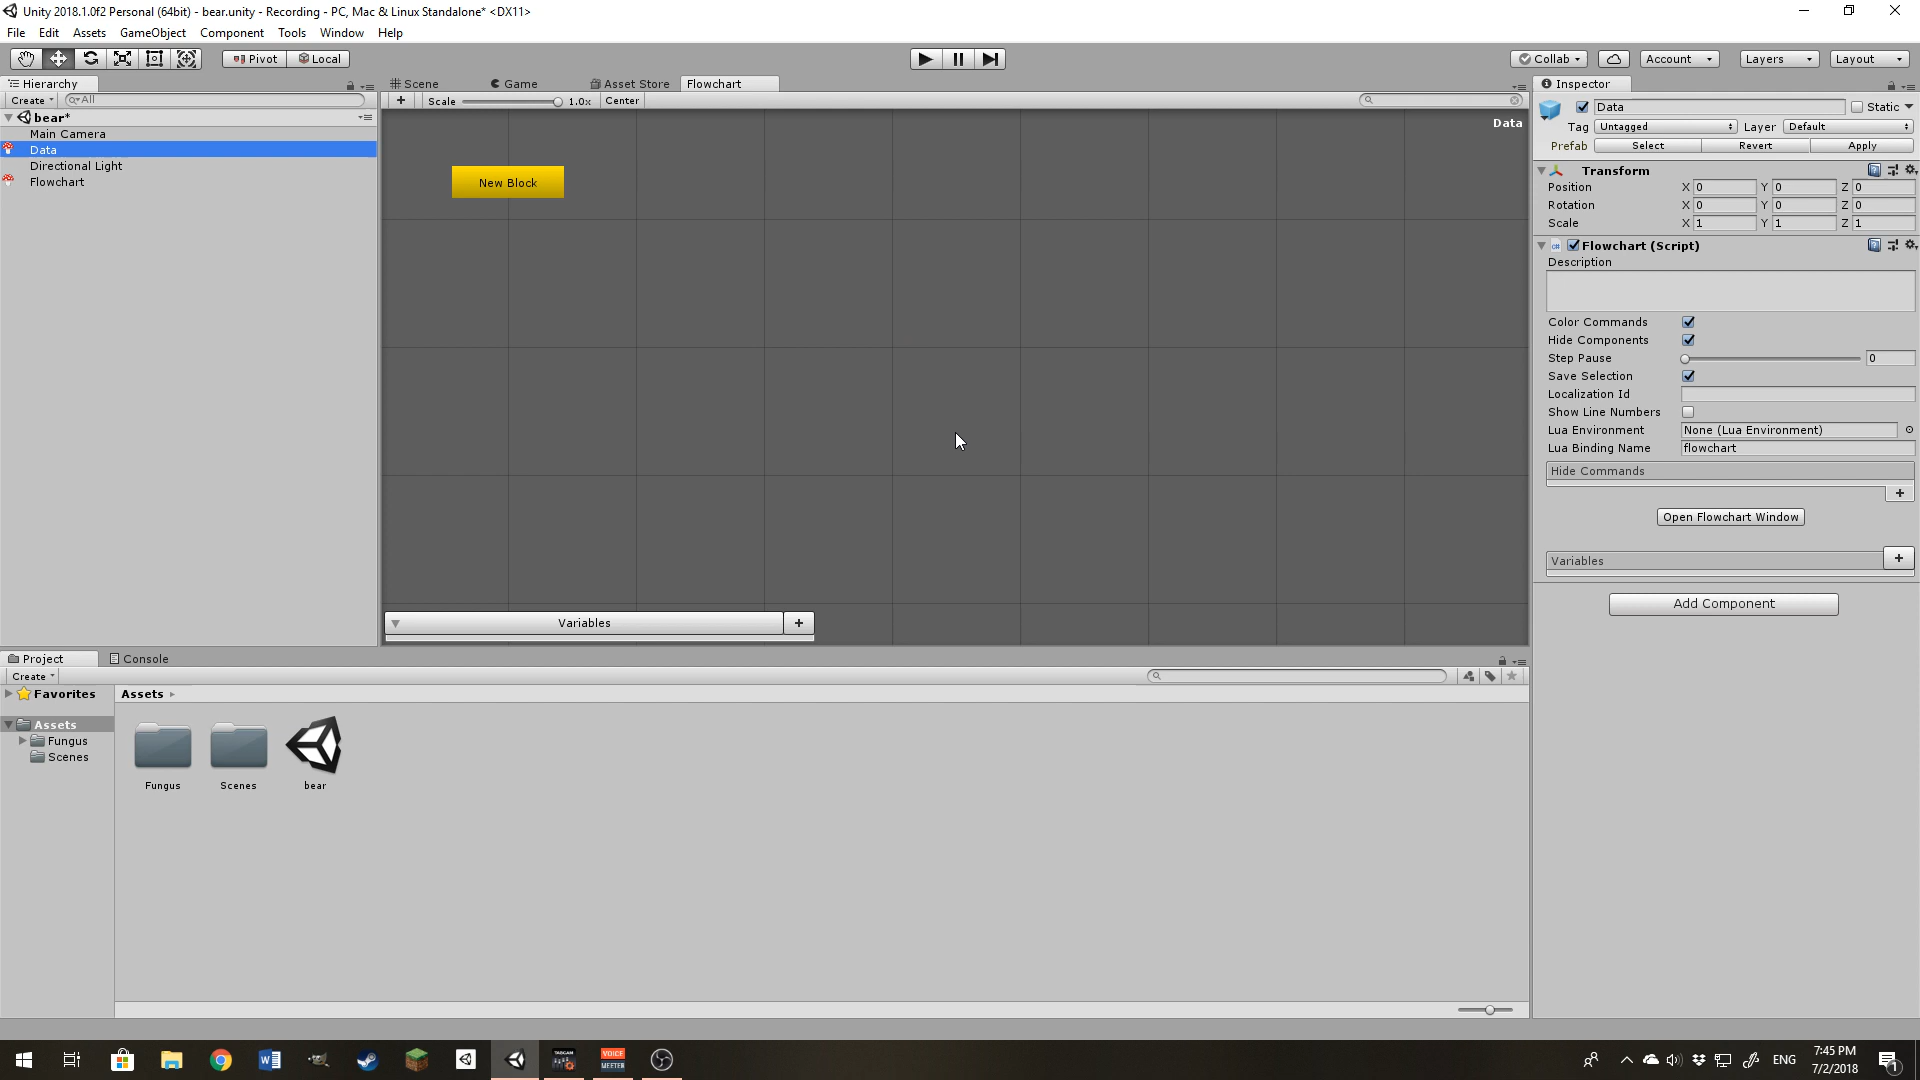 Unity 2018.1.0f2 Personal (64bit) - bear.unity - Recording - PC, Mac & Linux Standalone* <DX11>
File Edit Assets GameObject Component Tools Window Help
Pivot Local Collab Account Layers Layout
Hierarchy Scene Game Asset Store Flowchart Inspector
Create All Scale 1.0x Center
Data Static
bear*
Main Camera
Data
Directional Light
Flowchart
Data
New Block
Variables
Tag Untagged Layer Default
Prefab Select Revert Apply
Transform
Position X 0 Y 0 Z 0
Rotation X 0 Y 0 Z 0
Scale X 1 Y 1 Z 1
Flowchart (Script)
Description
Color Commands
Hide Components
Step Pause 0
Save Selection
Localization Id
Show Line Numbers
Lua Environment None (Lua Environment)
Lua Binding Name flowchart
Hide Commands
Open Flowchart Window
Variables
Add Component
Project Console
Create
Favorites Assets
Assets
Fungus
Scenes
Fungus Scenes bear
TASCAM VOICE MEETER ENG 7:45 PM
7/2/2018 1